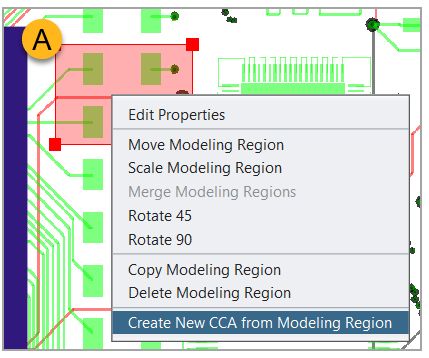 A
Edit Properties
Move Modeling Region
Scale Modeling Region
Merge Modeling Regions
Rotate 45
Rotate 90
Copy Modeling Region
Delete Modeling Region
Create New CCA from Modeling Region